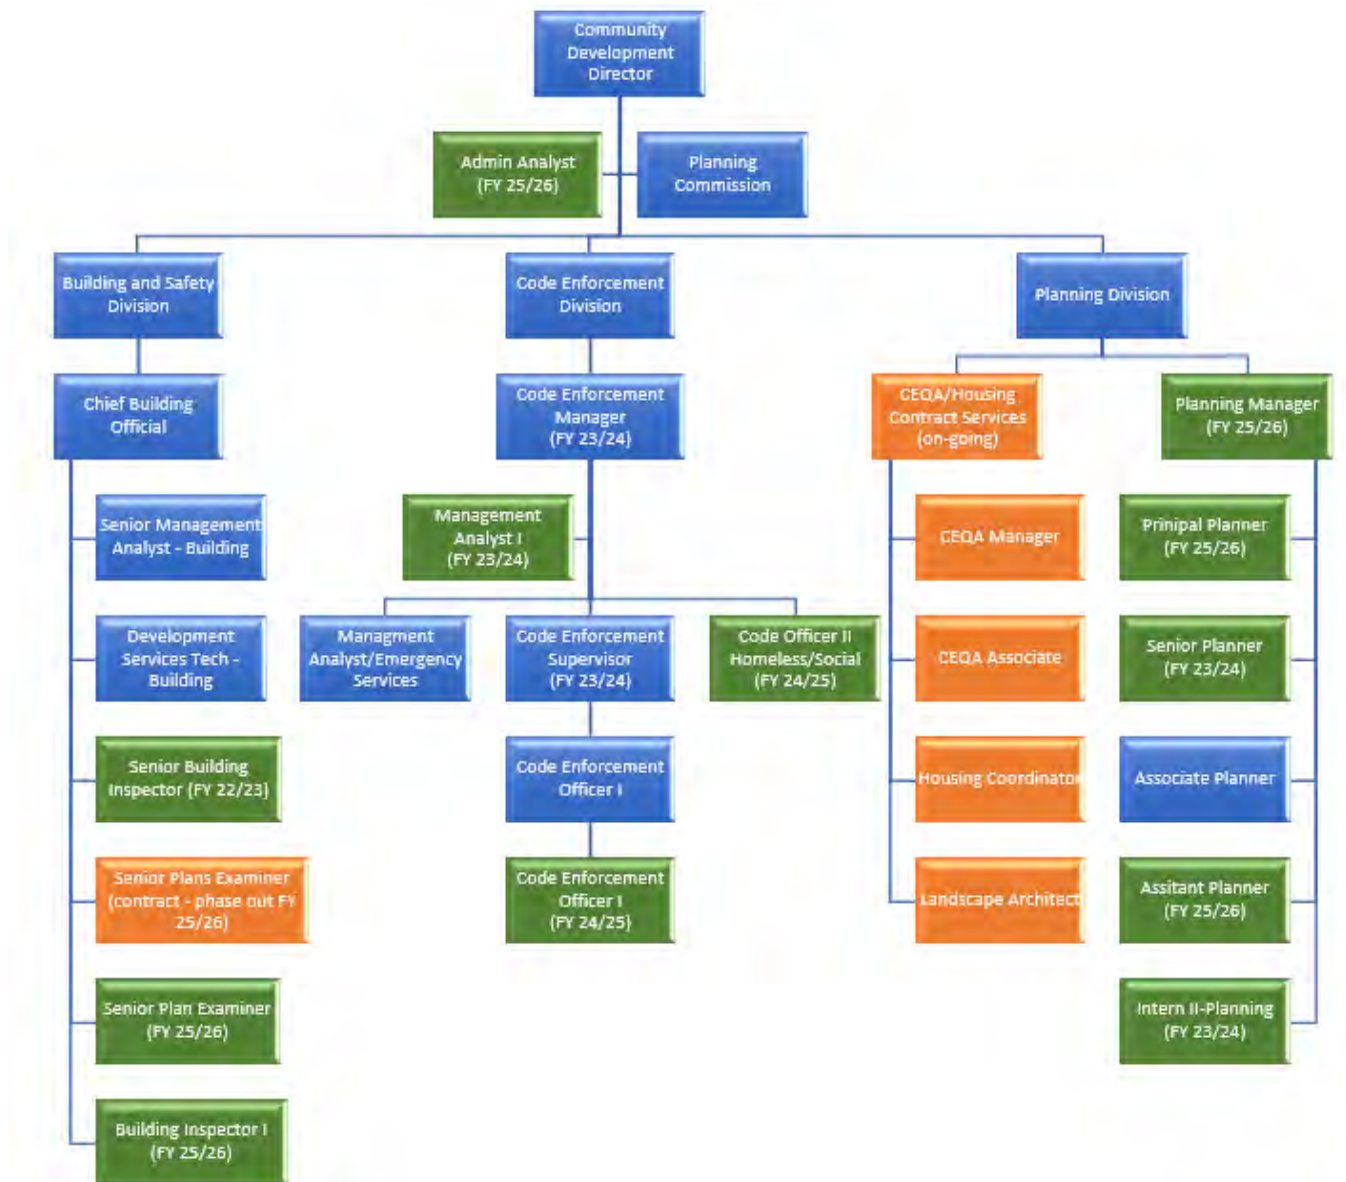 Community
Development
Director
Admin Analyst
(FY 25/26)
Planning
Commission
Building and Safety
Division
Code Enforcement
Division
Planning Division
Chief Building
Official
Code Enforcement
Manager
(FY 23/24)
CEQA/Housing
Contract Services
(on-going)
Planning Manager
(FY 25/26)
Senior Management
Analyst - Building
Management
Analyst I
(FY 23/24)
CEQA Manager
Prinipal Planner
(FY 25/26)
Development
Services Tech -
Building
Managment
Analyst/Emergency
Services
Code Enforcement
Supervisor
(FY 23/24)
Code Officer II
Homeless/Social
(FY 24/25)
CEQA Associate
Senior Planner
(FY 23/24)
Senior Building
Inspector (FY 22/23)
Code Enforcement
Officer I
Housing Coordinator
Associate Planner
Senior Plans Examiner
(contract - phase out FY
25/26)
Code Enforcement
Officer I
(FY 24/25)
Landscape Architect
Assitant Planner
(FY 25/26)
Senior Plan Examiner
(FY 25/26)
Intern II-Planning
(FY 23/24)
Building Inspector I
(FY 25/26)